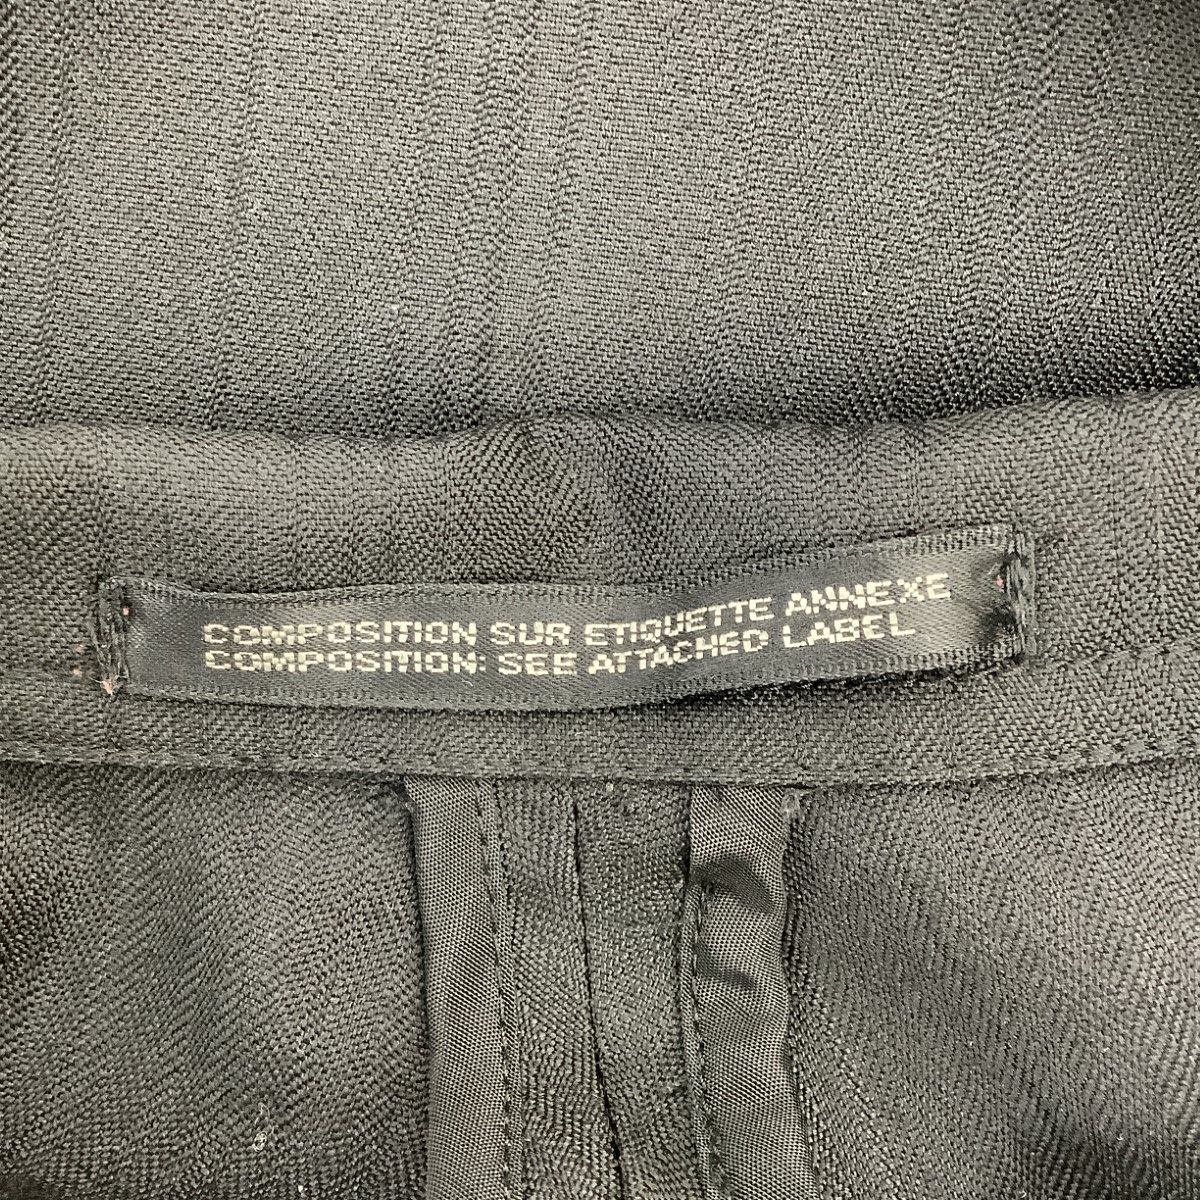 COMPOSITION SUR ETIQUETTE ANNEXE
COMPOSITION: SEE ATTACHED LABEL